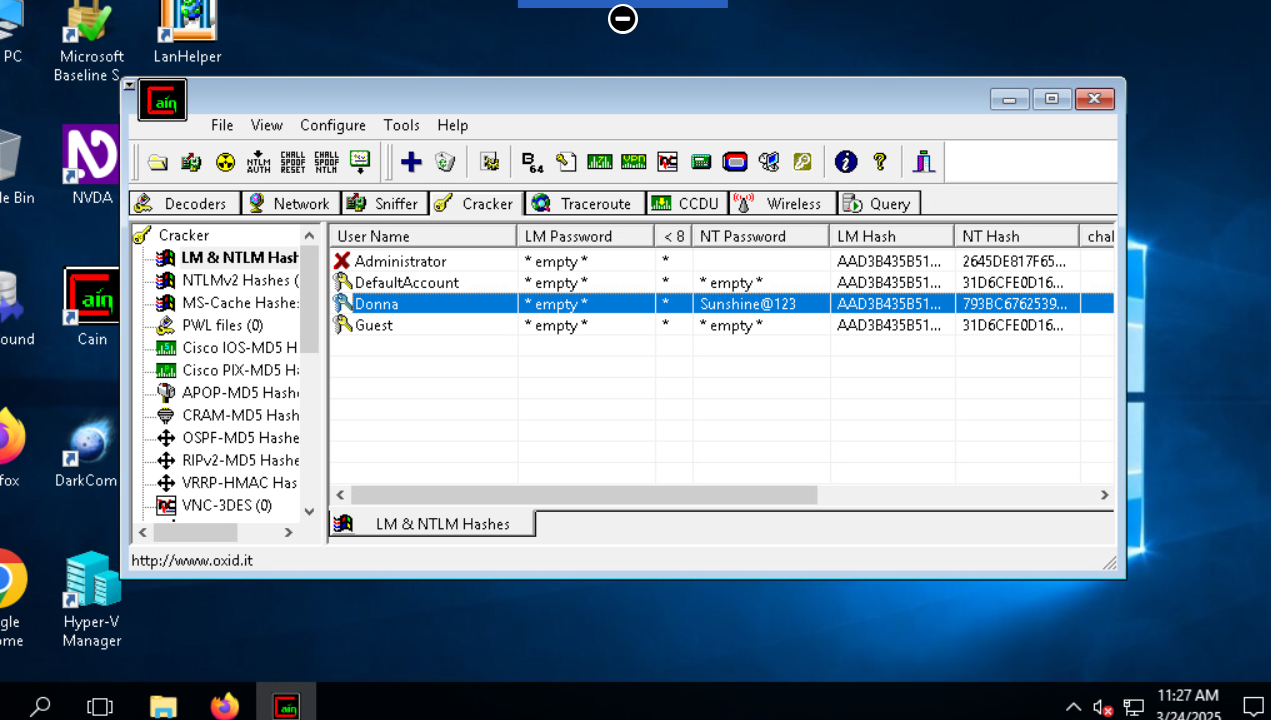 PC
Microsoft
Baseline S...
LanHelper
Cain
File View Configure Tools Help
NTLM AUTH
CHALL SPOOF RESET
CHALL SPOOF NTLM
B64
Decoders Network Sniffer Cracker Traceroute CCDU Wireless Query
le Bin
NVDA
ound
Cain
fox
DarkCom
gle
ome
Hyper-V
Manager
Cracker
LM & NTLM Hash
NTLMv2 Hashes (
MS-Cache Hashe
PWL files (0)
Cisco IOS-MD5 H
Cisco PIX-MD5 Ha
APOP-MD5 Hash
CRAM-MD5 Hash
OSPF-MD5 Hashe
RIPv2-MD5 Hashe
VRRP-HMAC Has
VNC-3DES (0)
User Name LM Password < 8 NT Password LM Hash NT Hash chal
Administrator * empty * * AAD3B435B51... 2645DE817F65...
DefaultAccount * empty * * * empty * AAD3B435B51... 31D6CFE0D16...
Donna * empty * * Sunshine@123 AAD3B435B51... 793BC6762539...
Guest * empty * * * empty * AAD3B435B51... 31D6CFE0D16...
LM & NTLM Hashes
http://www.oxid.it
11:27 AM
3/24/2025